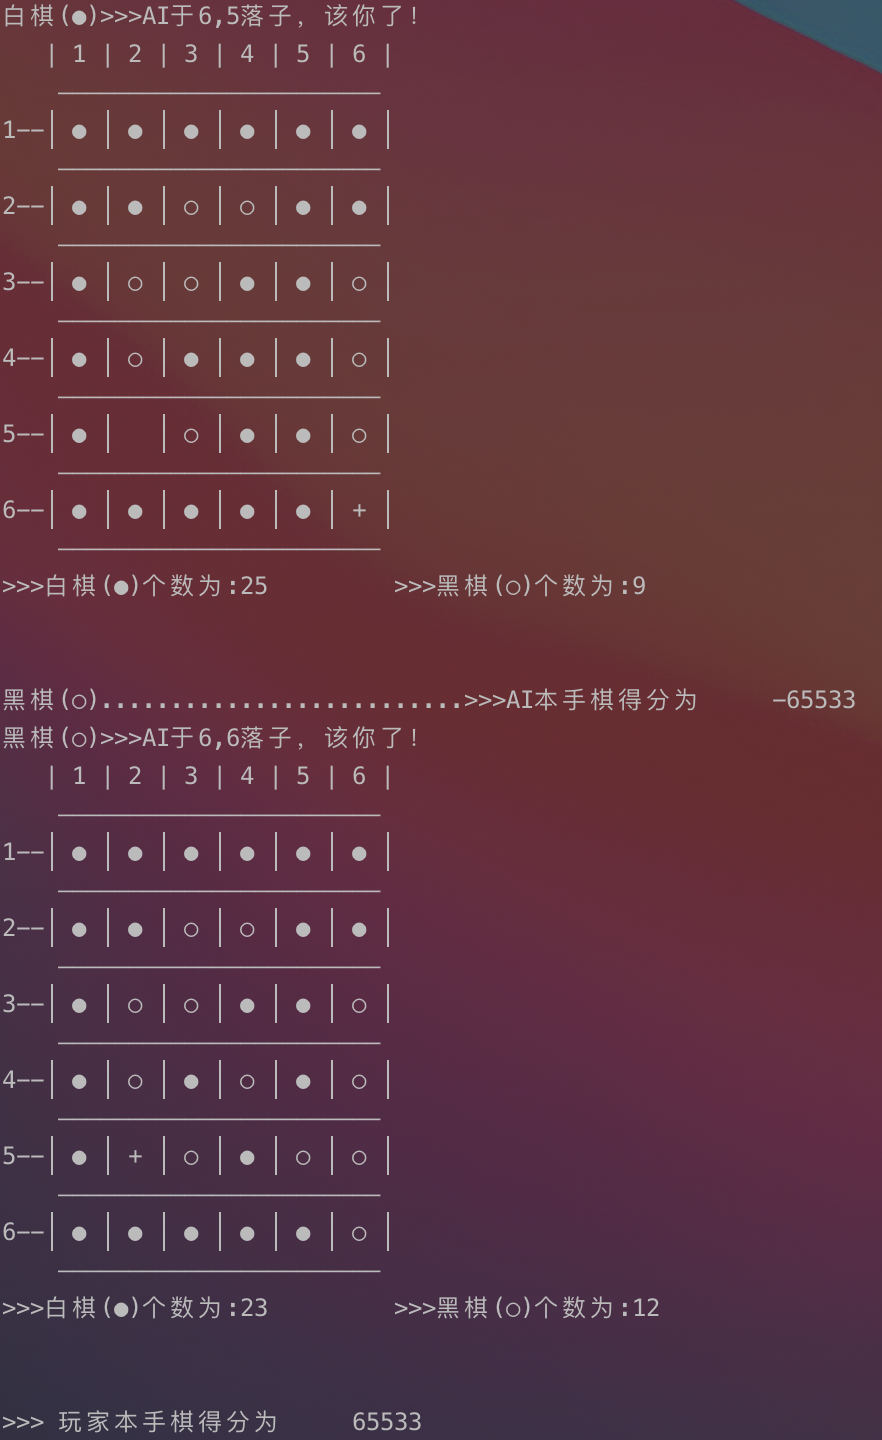 白棋(●)>>>AI于6,5落子, 该你了!
| 1 | 2 | 3 | 4 | 5 | 6 |
1——| ● | ● | ● | ● | ● | ● |
2——| ● | ● | ○ | ○ | ● | ● |
3——| ● | ○ | ○ | ● | ● | ○ |
4——| ● | ○ | ● | ● | ● | ○ |
5——| ● |   | ○ | ● | ● | ○ |
6——| ● | ● | ● | ● | ● | + |
>>>白棋(●)个数为:25 >>>黑棋(○)个数为:9
黑棋(○)..........................>>>AI本手棋得分为 −65533
黑棋(○)>>>AI于6,6落子, 该你了!
| 1 | 2 | 3 | 4 | 5 | 6 |
1——| ● | ● | ● | ● | ● | ● |
2——| ● | ● | ○ | ○ | ● | ● |
3——| ● | ○ | ○ | ● | ● | ○ |
4——| ● | ○ | ● | ○ | ● | ○ |
5——| ● | + | ○ | ● | ○ | ○ |
6——| ● | ● | ● | ● | ● | ○ |
>>>白棋(●)个数为:23 >>>黑棋(○)个数为:12
>>> 玩家本手棋得分为 65533